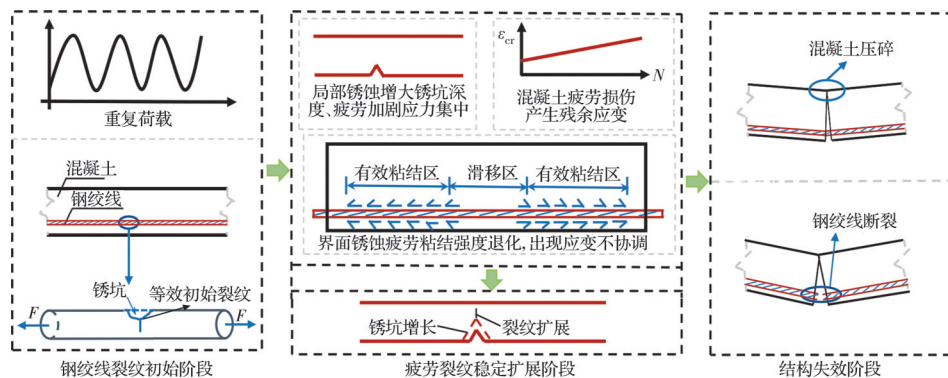 重复荷载
混凝土
钢绞线
锈坑
等效初始裂纹
F
F
钢绞线裂纹初始阶段
局部锈蚀增大锈坑深
度、疲劳加剧应力集中
εcr
N
混凝土疲劳损伤
产生残余应变
有效粘结区
滑移区
有效粘结区
界面锈蚀疲劳粘结强度退化,出现应变不协调
锈坑增长
裂纹扩展
疲劳裂纹稳定扩展阶段
混凝土压碎
钢绞线断裂
结构失效阶段